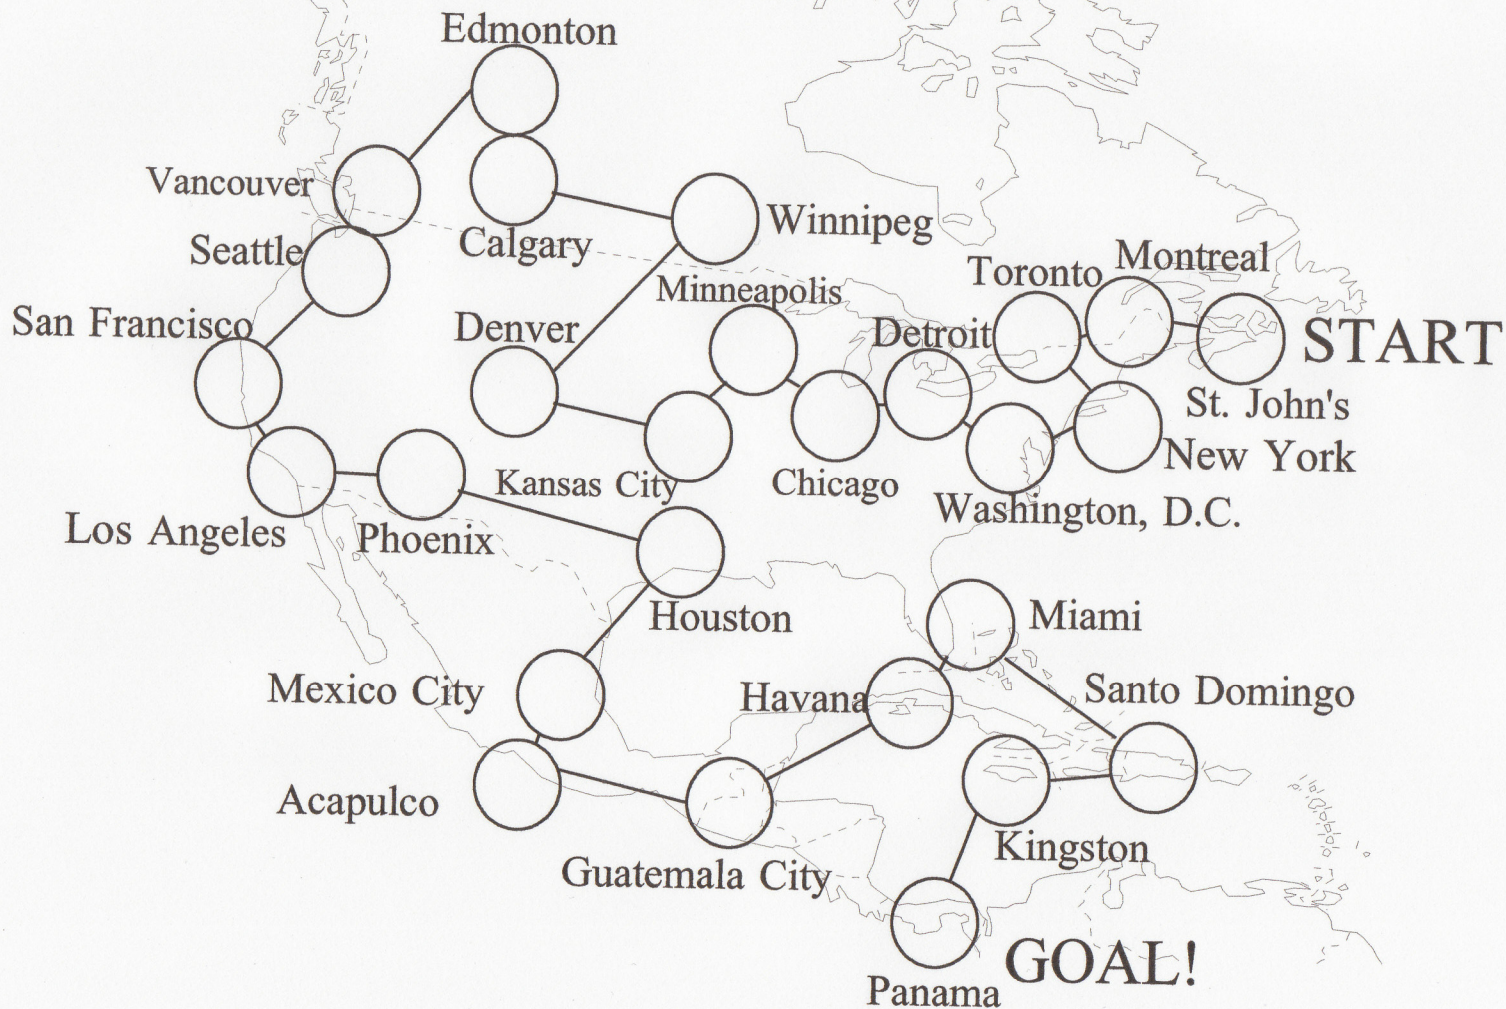 Edmonton
Vancouver
Calgary
Winnipeg
Seattle
Montreal
Toronto
Minneapolis
San Francisco
Denver
Detroit
START
St. John's
New York
Kansas City
Chicago
Washington, D.C.
Los Angeles
Phoenix
Houston
Miami
Mexico City
Havana
Santo Domingo
Acapulco
Kingston
Guatemala City
GOAL!
Panama